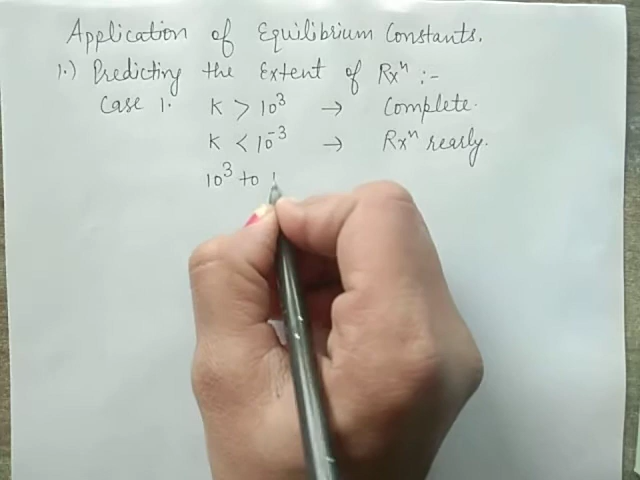 Application of Equilibrium Constants.
1.) Predicting the Extent of Rxⁿ :-
Case 1. K > 10³ → Complete.
K < 10⁻³ → Rxⁿ rearly.
10³ to 1